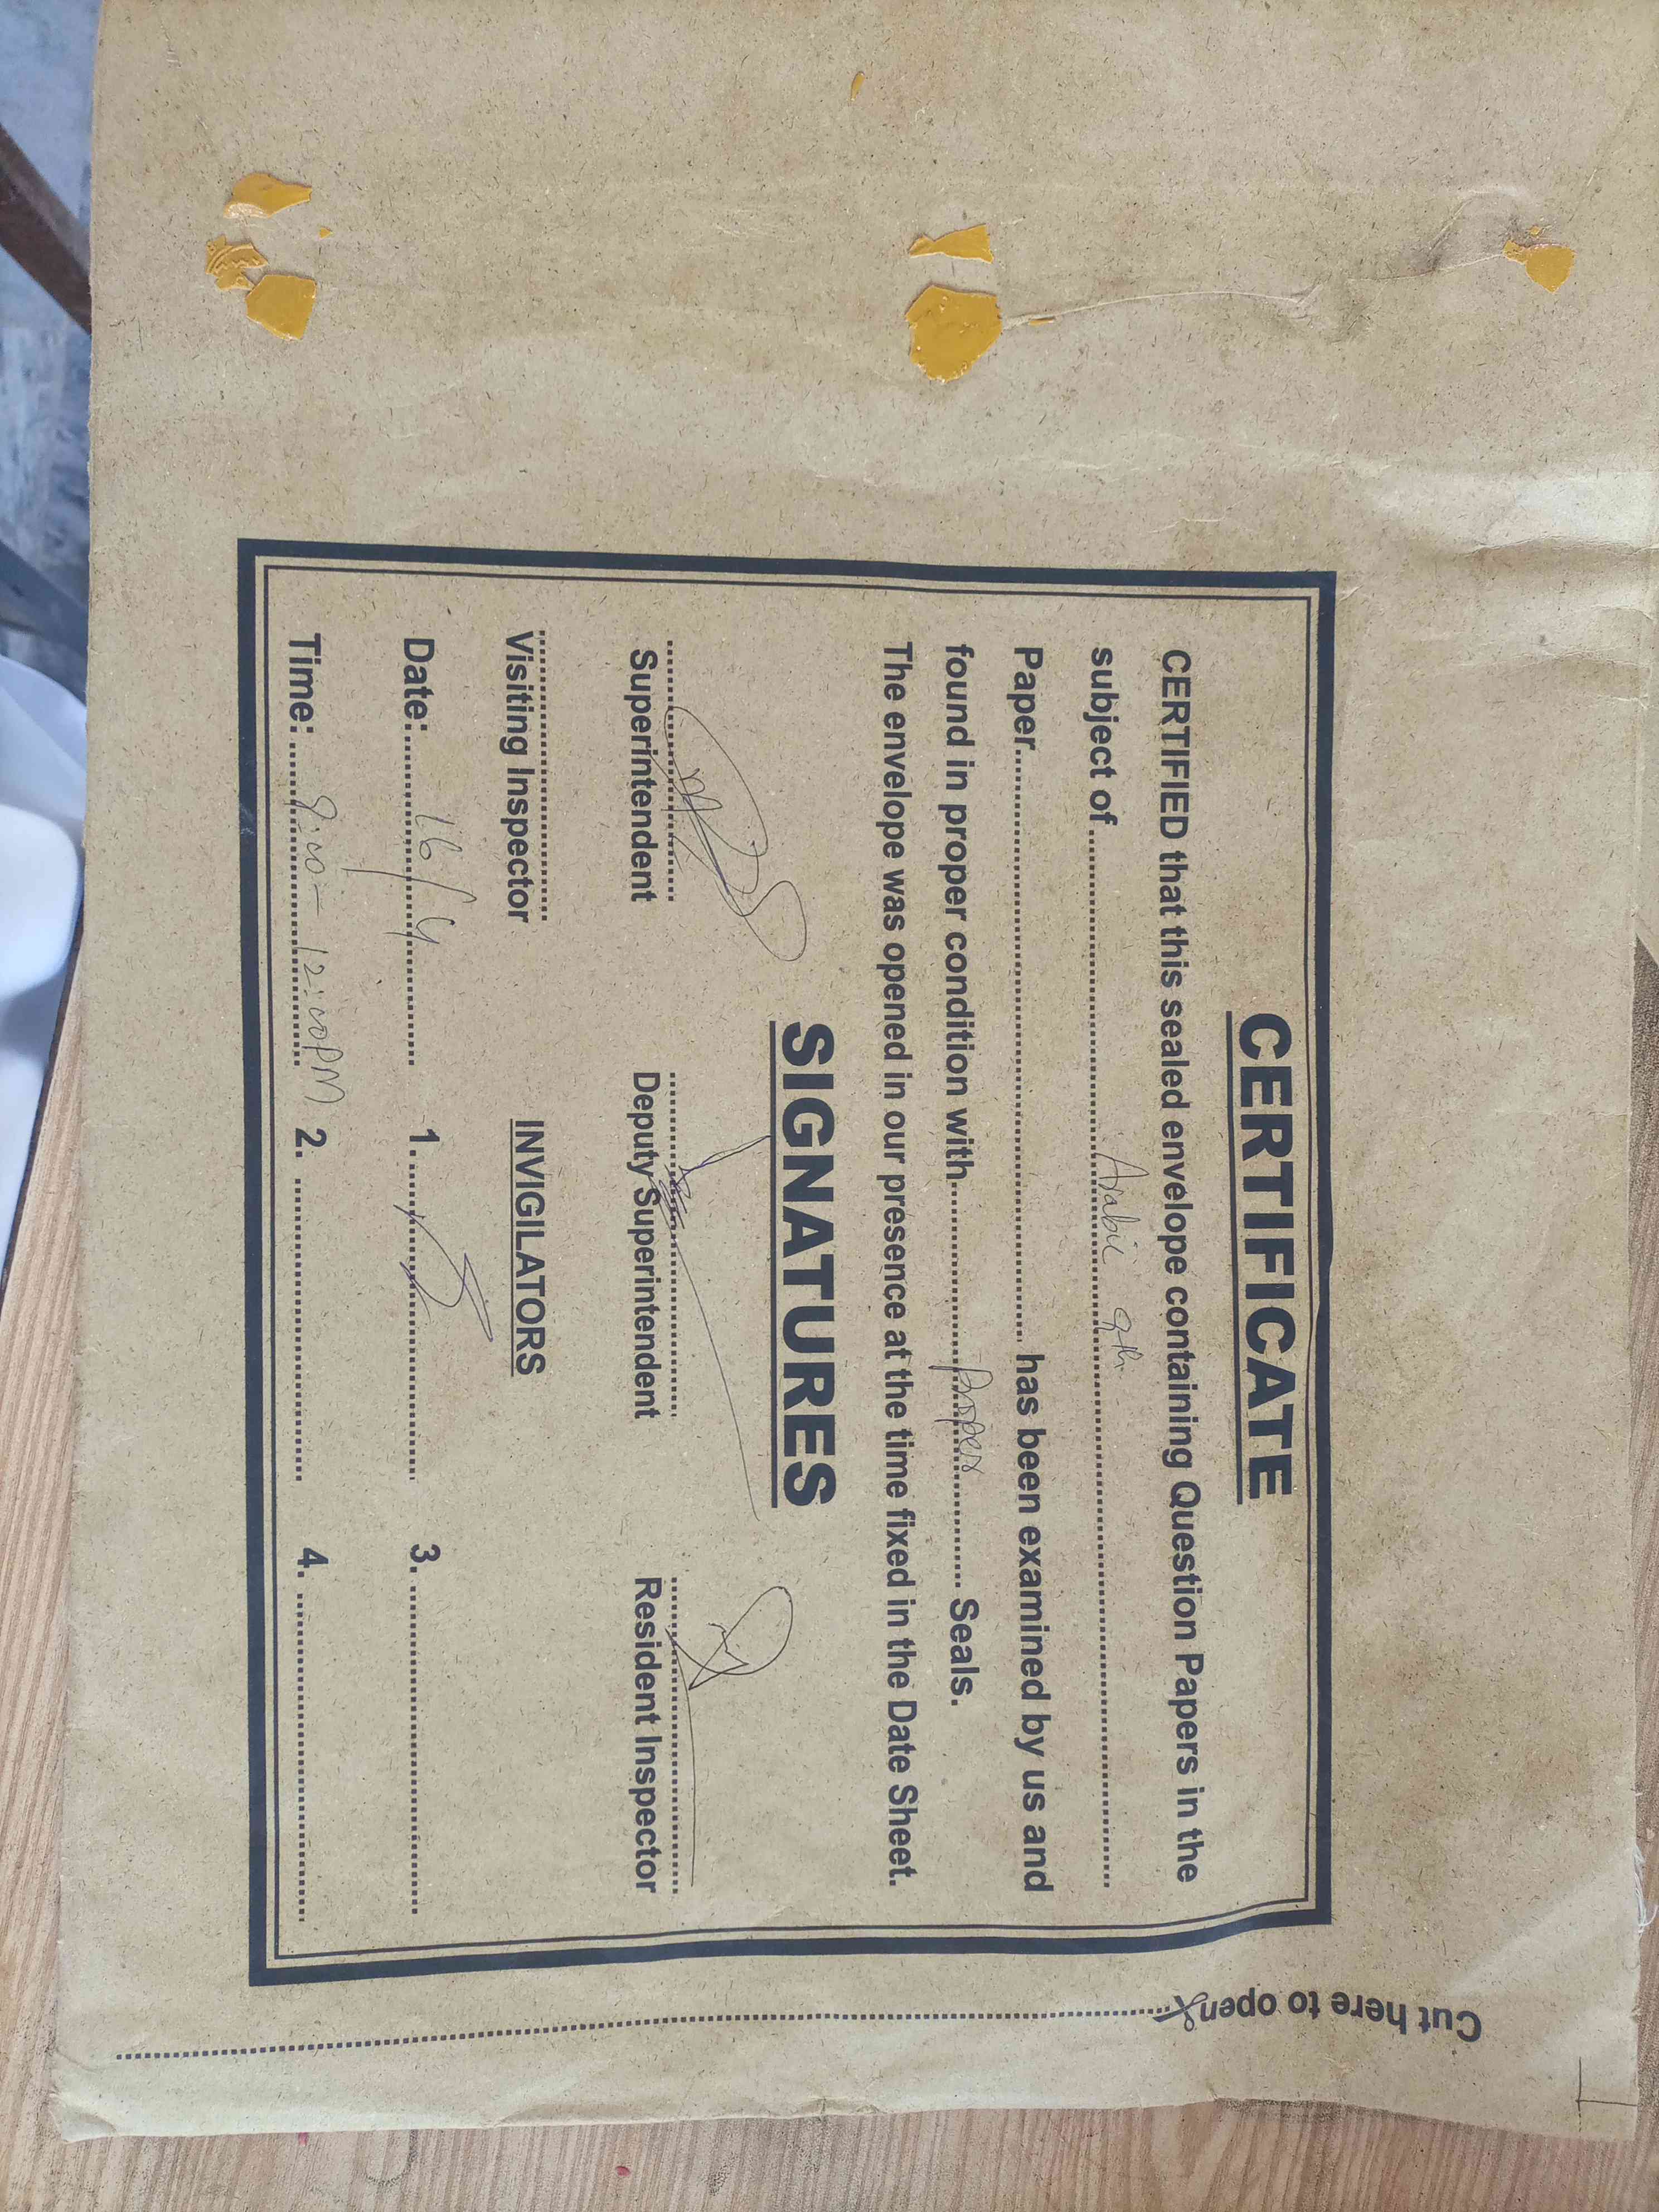 CERTIFICATE
CERTIFIED that this sealed envelope containing Question Papers in the
subject of ........ Arabic 9th ........
Paper................ has been examined by us and
found in proper condition with........ proper ........ Seals.
The envelope was opened in our presence at the time fixed in the Date Sheet.
SIGNATURES
Superintendent Deputy Superintendent Resident Inspector
Visiting Inspector INVIGILATORS
Date:........ 16/4 ........ 1. ................ 3. ................
Time: ........ 9:00 – 12:00PM 2. ................ 4. ................
Cut here to open